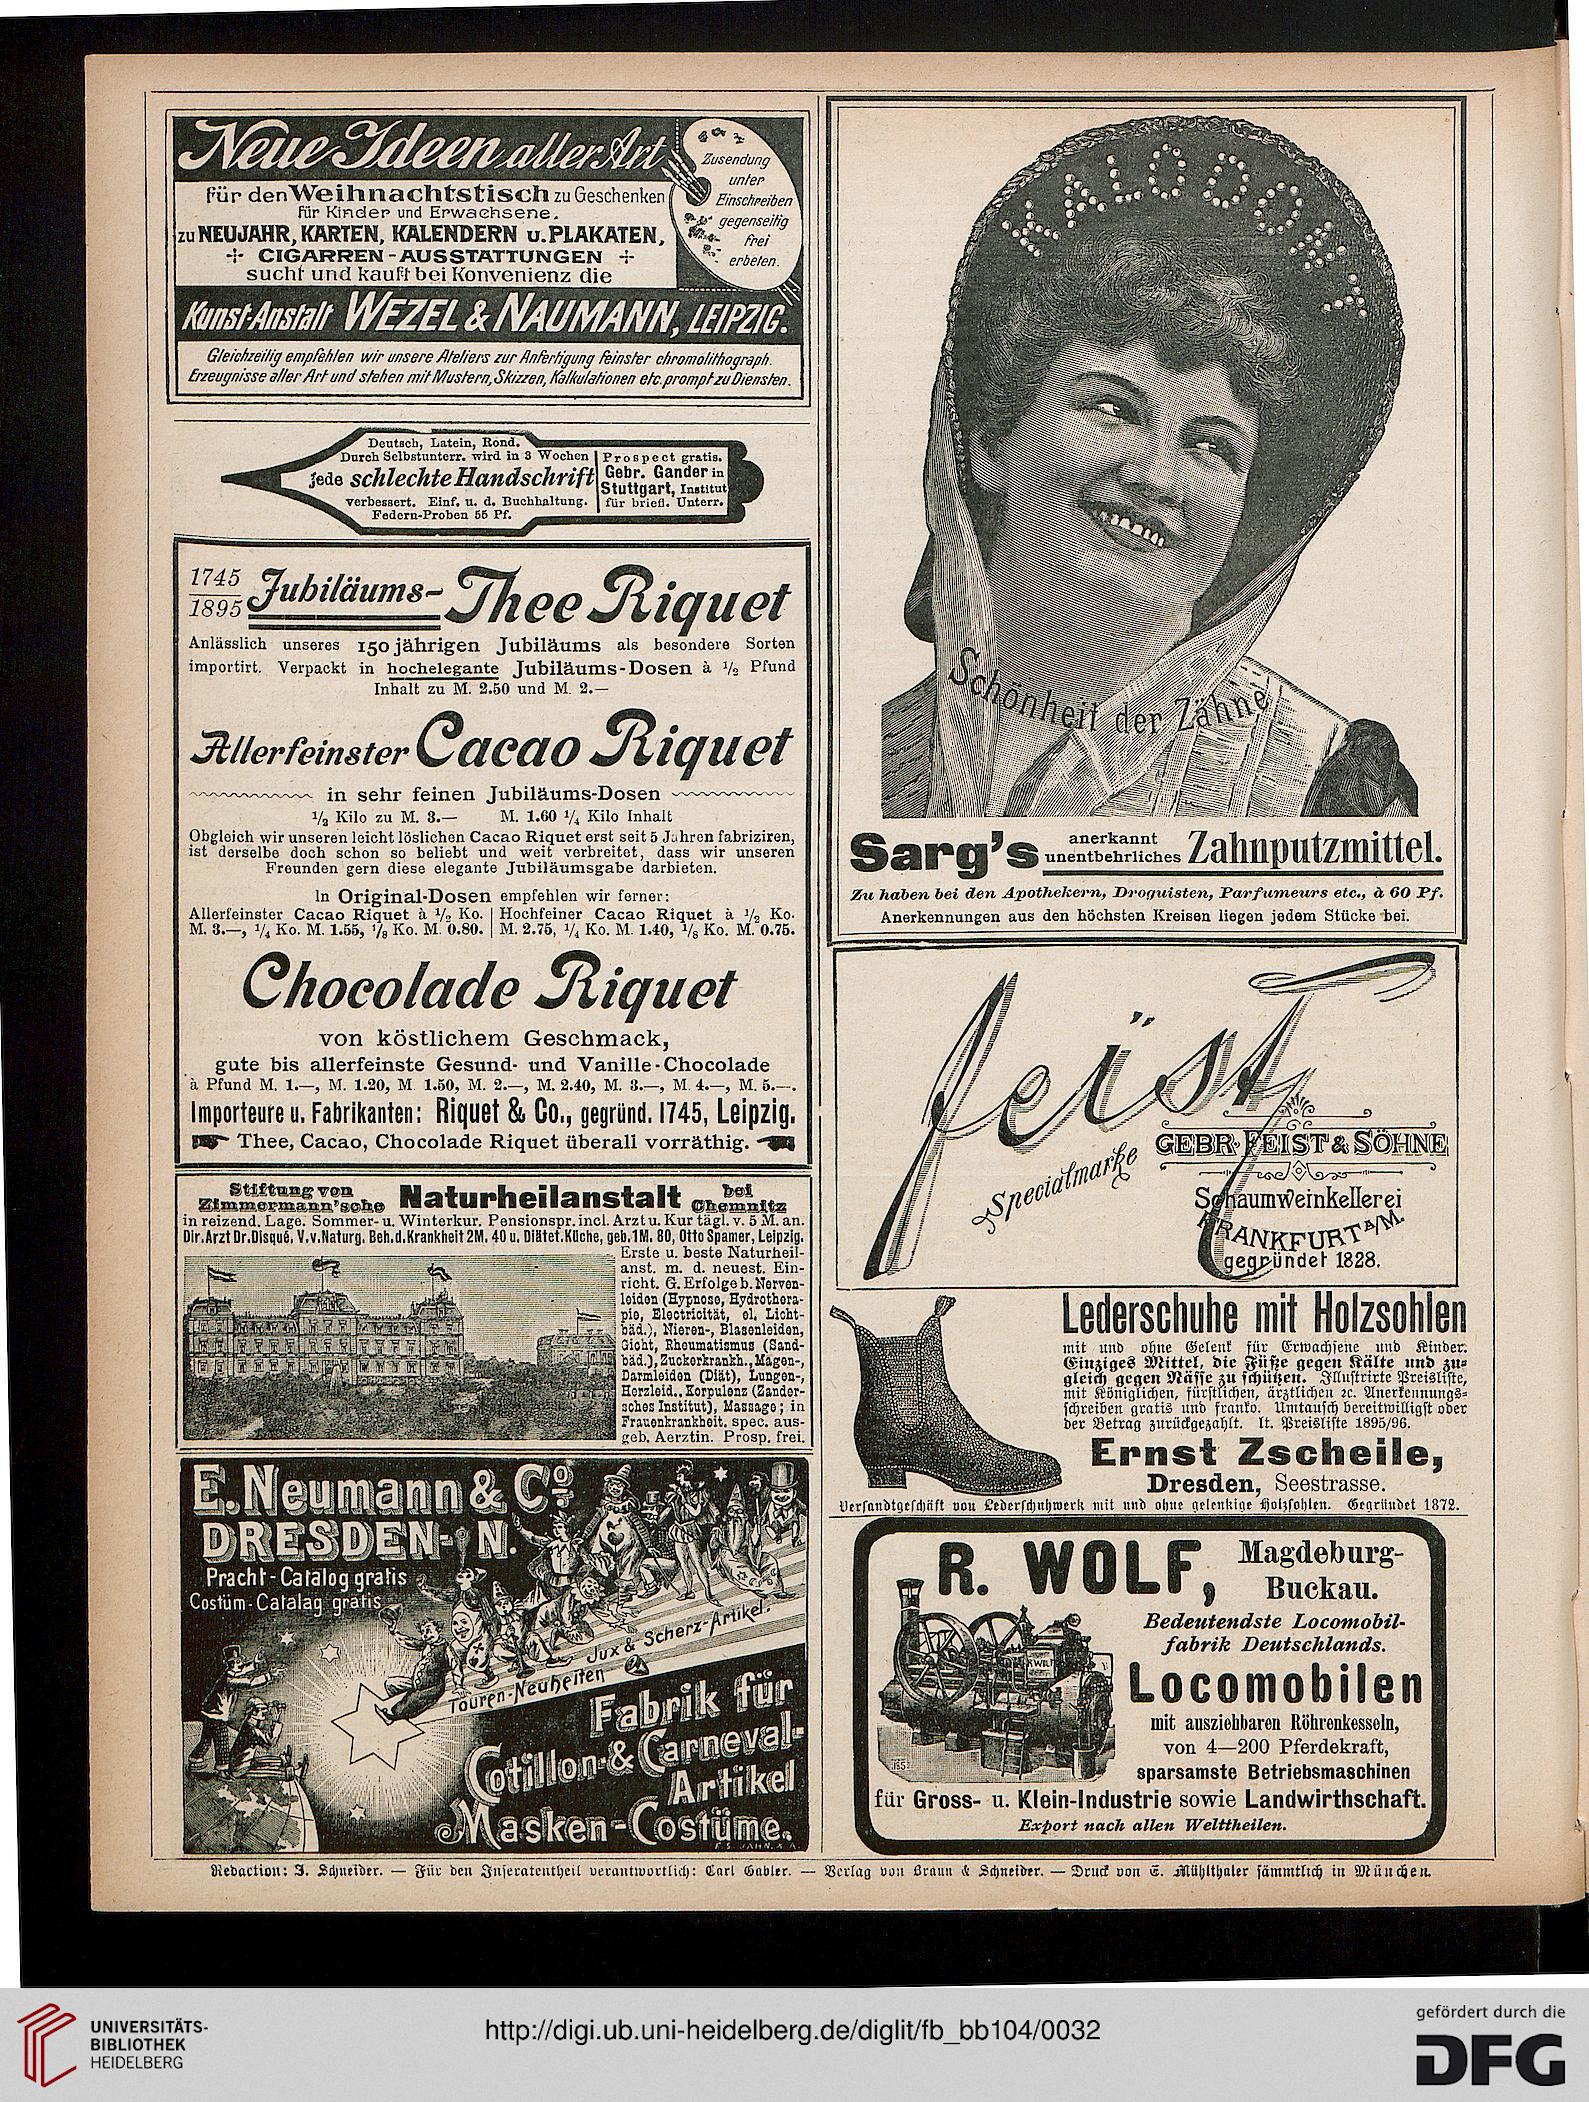 Neue Ideen aller Art
für den Weihnachtstisch zu Geschenken
für Kinder und Erwachsene.
zu NEUJAHR, KARTEN, KALENDERN u. PLAKATEN,
CIGARREN-AUSSTATTUNGEN
sucht und kauft bei Konvenienz die
Zusendung
unter
Einschreiben
gegenseitig
frei
erbeten.
Kunst-Anstalt WEZEL & NAUMANN, LEIPZIG.
Gleichzeitig empfehlen wir unsere Ateliers zur Anfertigung feinster chromolithograph.
Erzeugnisse aller Art und stehen mit Mustern, Skizzen, Kalkulationen etc. prompt zu Diensten.
Deutsch, Latein, Rond.
Durch Selbstunterr. wird in 3 Wochen
jede schlechte Handschrift
verbessert. Einf. u. d. Buchhaltung.
Federn-Proben 55 Pf.
Prospect gratis.
Gebr. Gander in
Stuttgart, Institut
für briefl. Unterr.
1745
1895
Jubiläums-Thee Riquet
Anlässlich unseres 150 jährigen Jubiläums als besondere Sorten
importirt. Verpackt in hochelegante Jubiläums-Dosen à 1/2 Pfund
Inhalt zu M. 2.50 und M. 2.—
Allerfeinster Cacao Riquet
in sehr feinen Jubiläums-Dosen
1/2 Kilo zu M. 3.— M. 1.60 1/4 Kilo Inhalt
Obgleich wir unseren leicht löslichen Cacao Riquet erst seit 5 Jahren fabriziren,
ist derselbe doch schon so beliebt und weit verbreitet, dass wir unseren
Freunden gern diese elegante Jubiläumsgabe darbieten.
In Original-Dosen empfehlen wir ferner:
Allerfeinster Cacao Riquet à 1/2 Ko.
M. 3.—, 1/4 Ko. M. 1.55, 1/8 Ko. M. 0.80.
Hochfeiner Cacao Riquet à 1/2 Ko.
M. 2.75, 1/4 Ko. M. 1.40, 1/8 Ko. M. 0.75.
Chocolade Riquet
von köstlichem Geschmack,
gute bis allerfeinste Gesund- und Vanille-Chocolade
à Pfund M. 1.—, M. 1.20, M. 1.50, M. 2.—, M. 2.40, M. 3.—, M. 4.—, M. 5.—.
Importeure u. Fabrikanten: Riquet & Co., gegründ. 1745, Leipzig.
Thee, Cacao, Chocolade Riquet überall vorräthig.
Stiftung von
Zimmermann'sche Naturheilanstalt bei
Chemnitz
in reizend. Lage. Sommer- u. Winterkur. Pensionspr. incl. Arzt u. Kur tägl. v. 5 M. an.
Dir. Arzt Dr. Disqué, V. v. Naturg. Beh. d. Krankheit 2M. 40 u. Diätet. Küche, geb. 1M. 80, Otto Spamer, Leipzig.
Erste u. beste Naturheil-
anst. m. d. neuest. Ein-
richt. G. Erfolge b. Nerven-
leiden (Hypnose, Hydrothera-
pie, Electricität, el. Licht-
bäd.), Nieren-, Blasenleiden,
Gicht, Rheumatismus (Sand-
bäd.), Zuckerkrankh., Magen-,
Darmleiden (Diät), Lungen-,
Herzleid., Korpulenz (Zander-
sches Institut), Massage; in
Frauenkrankheit. spec. aus-
geb. Aerztin. Prosp. frei.
E. Neumann & Co.
DRESDEN-N.
Pracht-Catalog gratis
Costüm-Catalag gratis
Jux & Scherz-Artikel.
Touren-Neuheiten
Fabrik für
Cotillon- & Carneval-
Artikel
Masken-Costüme.
KALODONT
Schönheit der Zähne
Sarg's anerkannt
unentbehrliches Zahnputzmittel.
Zu haben bei den Apothekern, Droguisten, Parfumeurs etc., à 60 Pf.
Anerkennungen aus den höchsten Kreisen liegen jedem Stücke bei.
feist
Specialmarke
GEBR. FEIST & SÖHNE
Schaumweinkellerei
FRANKFURT A/M.
gegründet 1828.
Lederschuhe mit Holzsohlen
mit und ohne Gelenk für Erwachsene und Kinder.
Einziges Mittel, die Füße gegen Kälte und zu-
gleich gegen Nässe zu schützen. Illustrirte Preisliste,
mit Königlichen, fürstlichen, ärztlichen ꝛc. Anerkennungs-
schreiben gratis und franko. Umtausch bereitwilligst oder
der Betrag zurückgezahlt. lt. Preisliste 1895/96.
Ernst Zscheile,
Dresden, Seestrasse.
Versandtgeschäft von Lederschuhwerk mit und ohne gelenkige Holzsohlen. Gegründet 1872.
R. WOLF, Magdeburg-
Buckau.
Bedeutendste Locomobil-
fabrik Deutschlands.
Locomobilen
mit ausziehbaren Röhrenkesseln,
von 4—200 Pferdekraft,
sparsamste Betriebsmaschinen
für Gross- u. Klein-Industrie sowie Landwirthschaft.
Export nach allen Welttheilen.
Redaction: J. Schneider. — Für den Inseratentheil verantwortlich: Carl Gabler. — Verlag von Braun & Schneider. — Druck von E. Mühlthaler sämmtlich in München.
UNIVERSITÄTS-
BIBLIOTHEK
HEIDELBERG
http://digi.ub.uni-heidelberg.de/diglit/fb_bb104/0032
gefördert durch die
DFG